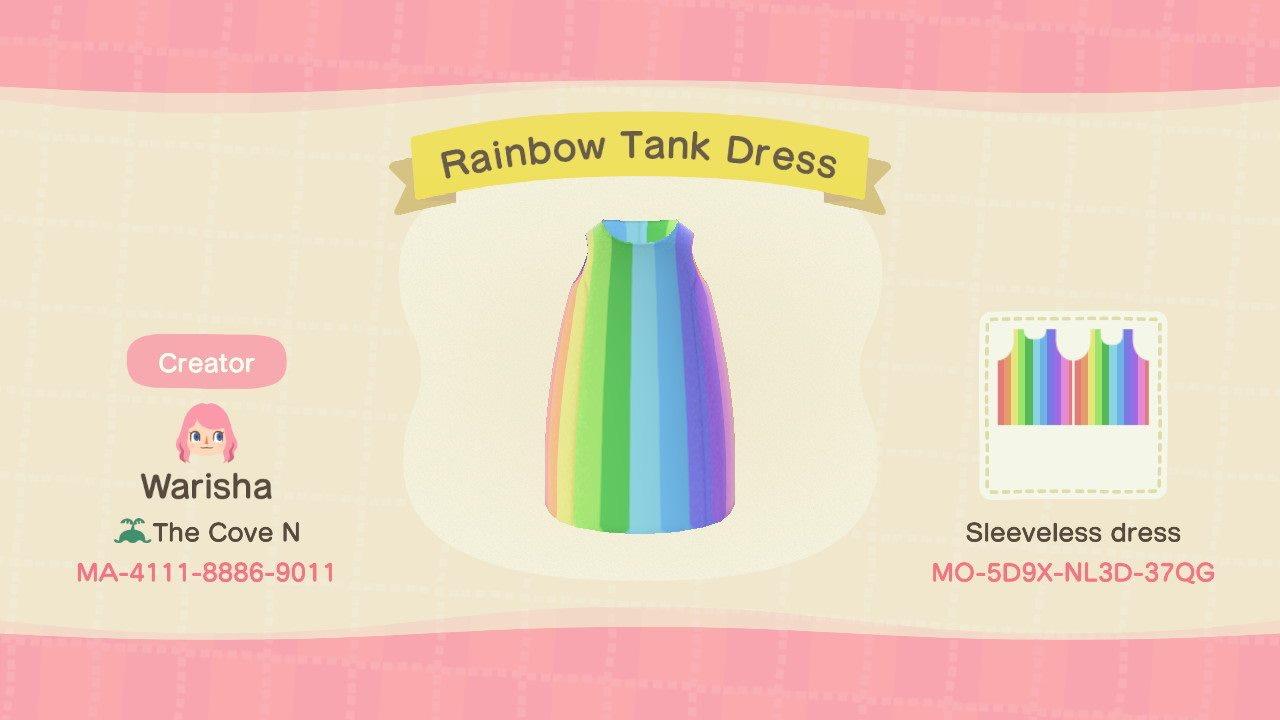 Rainbow Tank Dress
Creator
Warisha
The Cove N
MA-4111-8886-9011
Sleeveless dress
MO-5D9X-NL3D-37QG